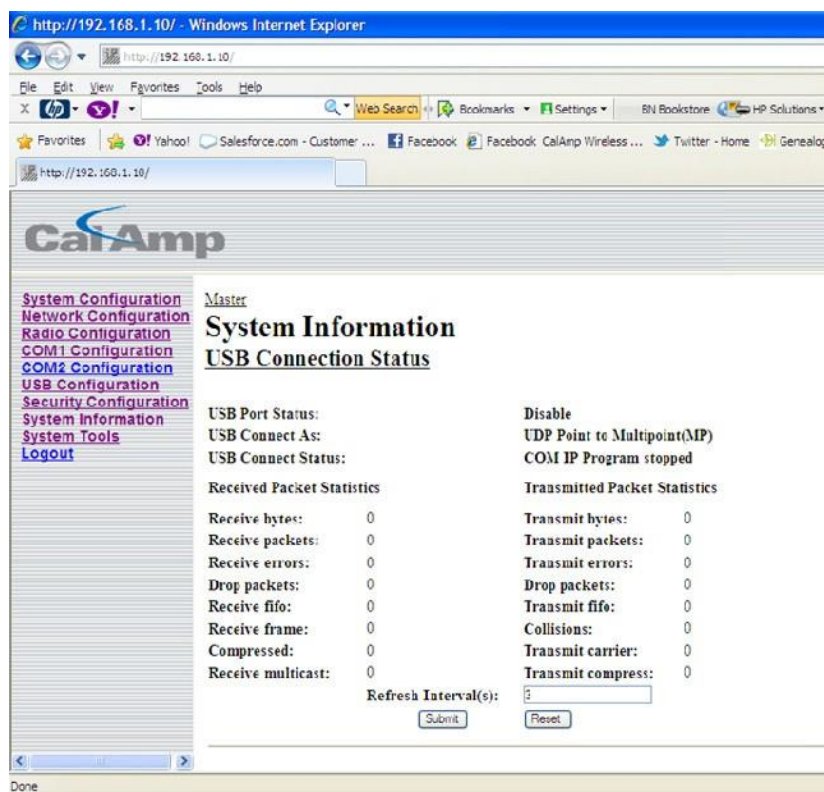 http://192.168.1.10/ - Windows Internet Explorer
http://192.168.1.10/
File Edit View Favorites Tools Help
X hp Y! Web Search Bookmarks Settings BN Bookstore HP Solutions
Favorites Yahoo! Salesforce.com - Customer ... Facebook Facebook CalAmp Wireless ... Twitter - Home Genealog
http://192.168.1.10/
CalAmp
System Configuration
Network Configuration
Radio Configuration
COM1 Configuration
COM2 Configuration
USB Configuration
Security Configuration
System Information
System Tools
Logout
Master
System Information
USB Connection Status
USB Port Status: Disable
USB Connect As: UDP Point to Multipoint(MP)
USB Connect Status: COM IP Program stopped
Received Packet Statistics Transmitted Packet Statistics
Receive bytes: 0 Transmit bytes: 0
Receive packets: 0 Transmit packets: 0
Receive errors: 0 Transmit errors: 0
Drop packets: 0 Drop packets: 0
Receive fifo: 0 Transmit fifo: 0
Receive frame: 0 Collisions: 0
Compressed: 0 Transmit carrier: 0
Receive multicast: 0 Transmit compress: 0
Refresh Interval(s):
Submit Reset
Done